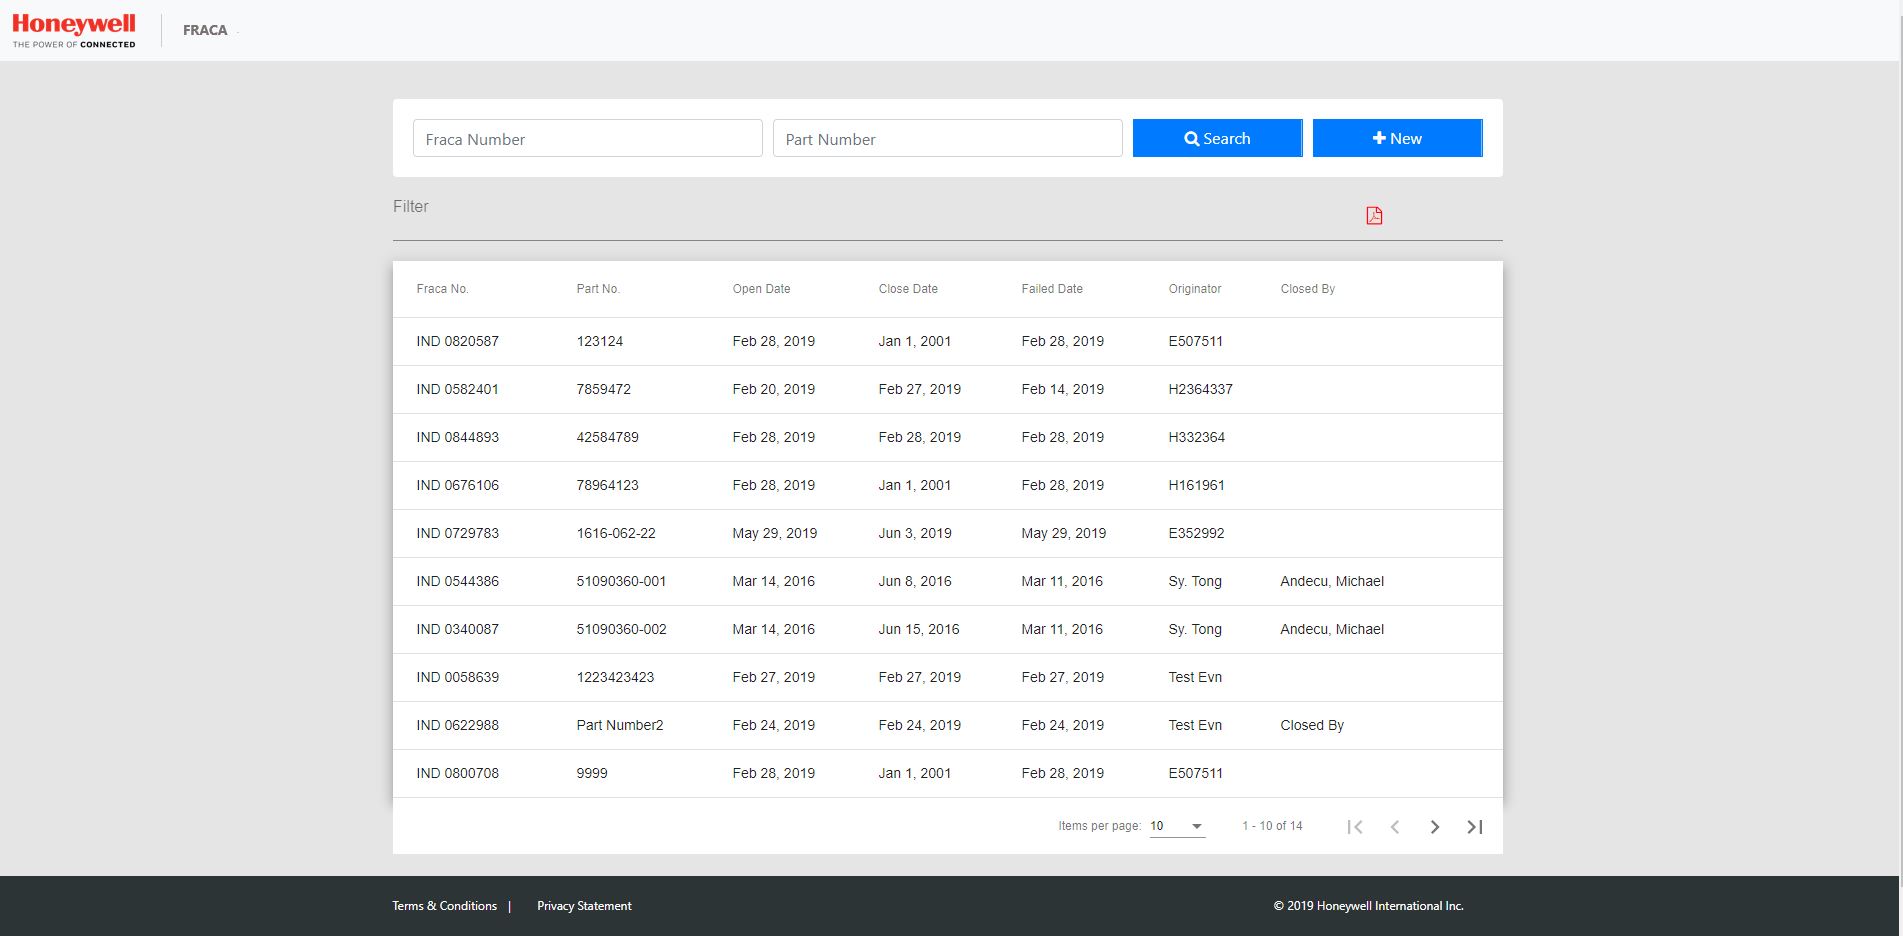 Honeywell
THE POWER OF CONNECTED
FRACA
Fraca Number
Part Number
Search
New
Filter
Fraca No. Part No. Open Date Close Date Failed Date Originator Closed By
IND 0820587 123124 Feb 28, 2019 Jan 1, 2001 Feb 28, 2019 E507511
IND 0582401 7859472 Feb 20, 2019 Feb 27, 2019 Feb 14, 2019 H2364337
IND 0844893 42584789 Feb 28, 2019 Feb 28, 2019 Feb 28, 2019 H332364
IND 0676106 78964123 Feb 28, 2019 Jan 1, 2001 Feb 28, 2019 H161961
IND 0729783 1616-062-22 May 29, 2019 Jun 3, 2019 May 29, 2019 E352992
IND 0544386 51090360-001 Mar 14, 2016 Jun 8, 2016 Mar 11, 2016 Sy. Tong Andecu, Michael
IND 0340087 51090360-002 Mar 14, 2016 Jun 15, 2016 Mar 11, 2016 Sy. Tong Andecu, Michael
IND 0058639 1223423423 Feb 27, 2019 Feb 27, 2019 Feb 27, 2019 Test Evn
IND 0622988 Part Number2 Feb 24, 2019 Feb 24, 2019 Feb 24, 2019 Test Evn Closed By
IND 0800708 9999 Feb 28, 2019 Jan 1, 2001 Feb 28, 2019 E507511
Items per page: 10 1 - 10 of 14
Terms & Conditions | Privacy Statement © 2019 Honeywell International Inc.